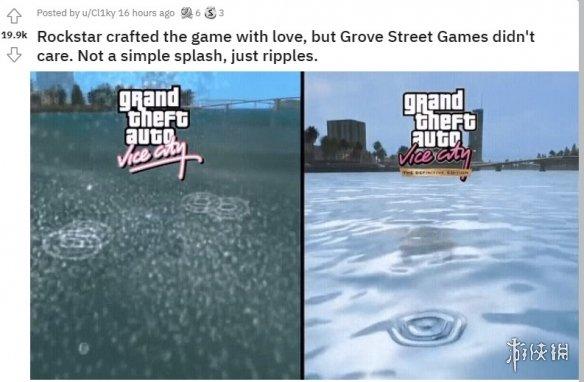 Posted by u/Cl1ky 16 hours ago 6 3
19.9k
Rockstar crafted the game with love, but Grove Street Games didn't
care. Not a simple splash, just ripples.
grand
theft
auto
Vice City
grand
theft
auto
Vice City
THE DEFINITIVE EDITION
游侠网